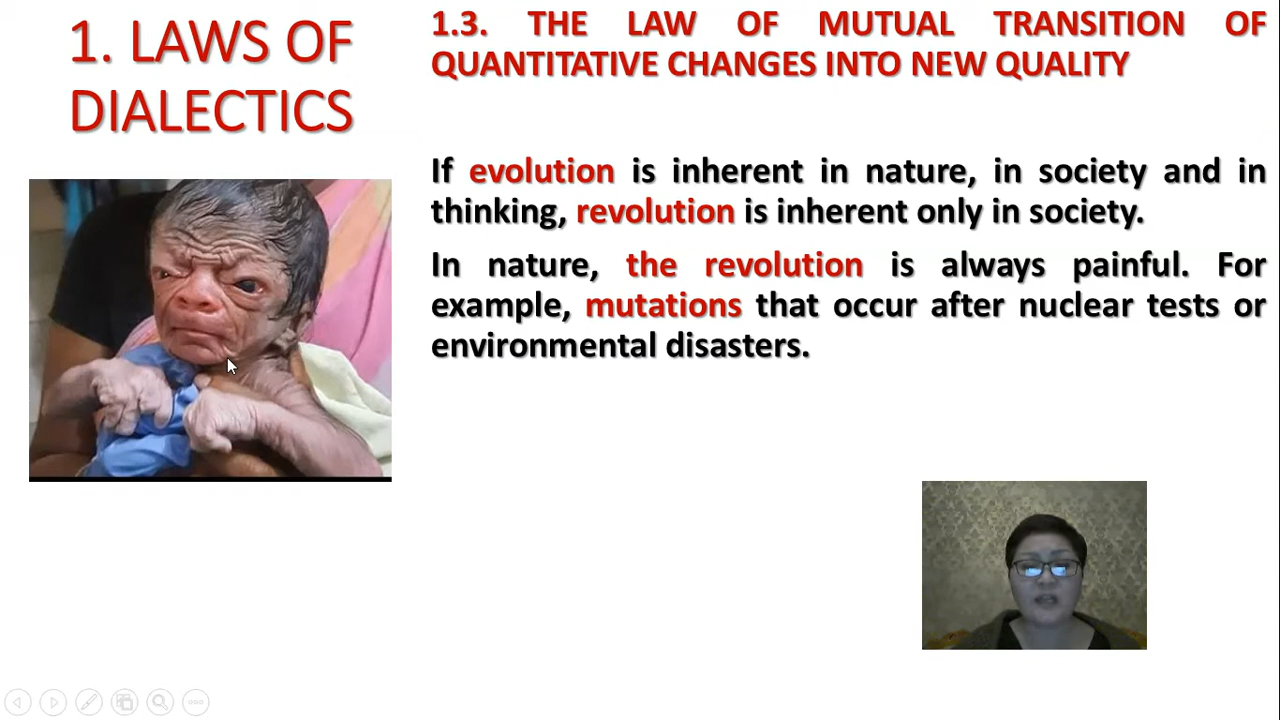 1. LAWS OF
DIALECTICS
1.3. THE LAW OF MUTUAL TRANSITION OF
QUANTITATIVE CHANGES INTO NEW QUALITY
If evolution is inherent in nature, in society and in
thinking, revolution is inherent only in society.
In nature, the revolution is always painful. For
example, mutations that occur after nuclear tests or
environmental disasters.